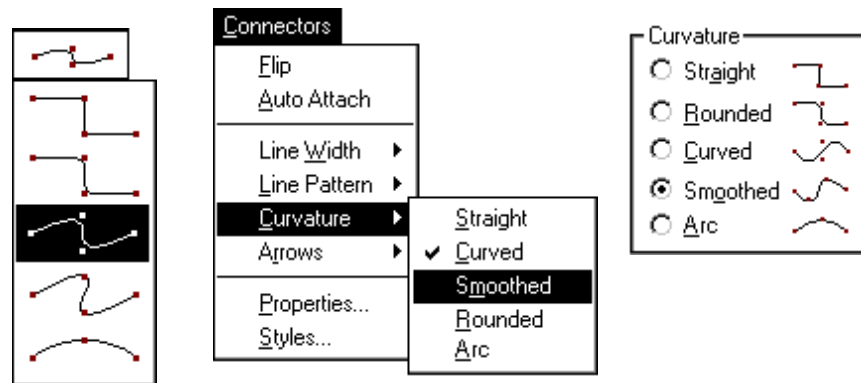 Connectors
Flip
Auto Attach
Line Width
Line Pattern
Curvature
Arrows
Properties...
Styles...
Straight
Curved
Smoothed
Rounded
Arc
Curvature
Straight
Rounded
Curved
Smoothed
Arc